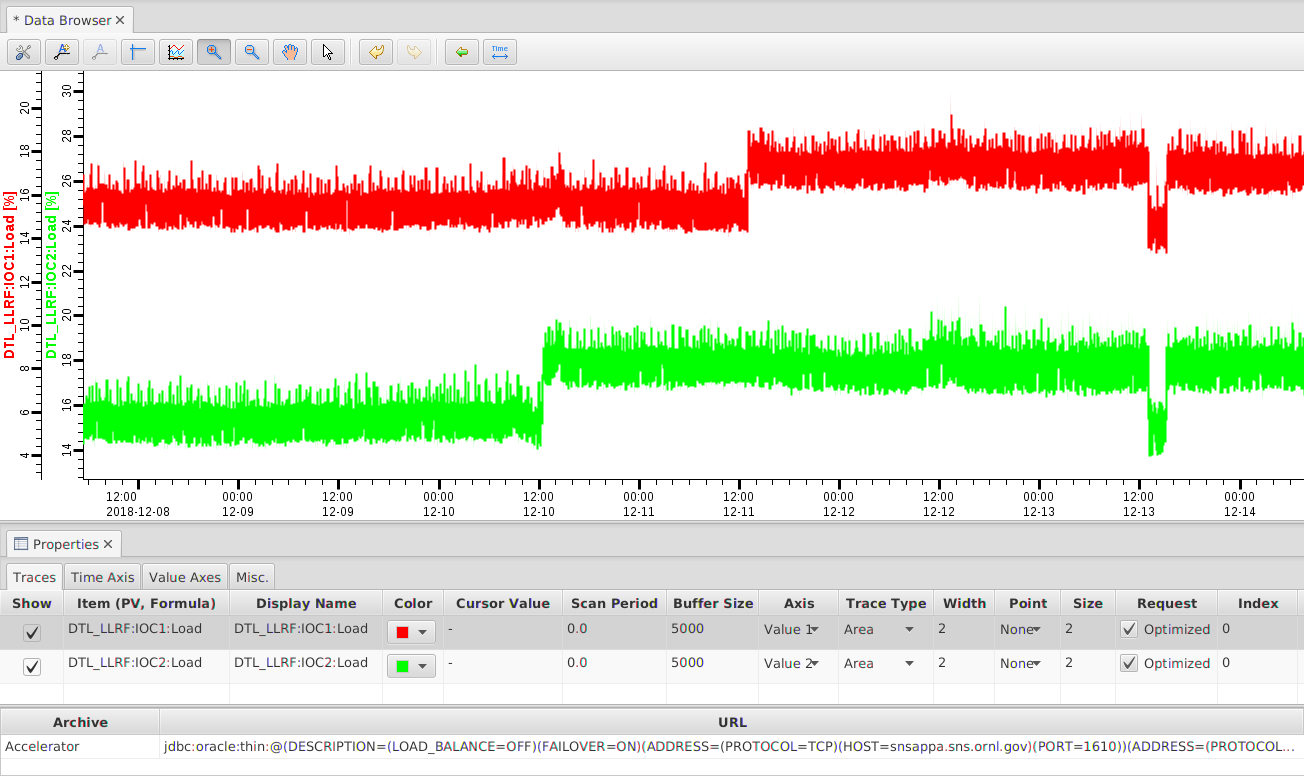 * Data Browser
Time
20
18
16
14
12
10
8
6
4
DTL_LLRF:IOC1:Load [%]
30
28
26
24
22
20
18
16
14
DTL_LLRF:IOC2:Load [%]
12:00 00:00 12:00 00:00 12:00 00:00 12:00 00:00 12:00 00:00 12:00 00:00
2018-12-08 12-09 12-09 12-10 12-10 12-11 12-11 12-12 12-12 12-13 12-13 12-14
Properties
Traces Time Axis Value Axes Misc.
Show Item (PV, Formula) Display Name Color Cursor Value Scan Period Buffer Size Axis Trace Type Width Point Size Request Index
DTL_LLRF:IOC1:Load DTL_LLRF:IOC1:Load - 0.0 5000 Value 1 Area 2 None 2 Optimized 0
DTL_LLRF:IOC2:Load DTL_LLRF:IOC2:Load - 0.0 5000 Value 2 Area 2 None 2 Optimized 0
Archive URL
Accelerator jdbc:oracle:thin:@(DESCRIPTION=(LOAD_BALANCE=OFF)(FAILOVER=ON)(ADDRESS=(PROTOCOL=TCP)(HOST=snsappa.sns.ornl.gov)(PORT=1610))(ADDRESS=(PROTOCOL...